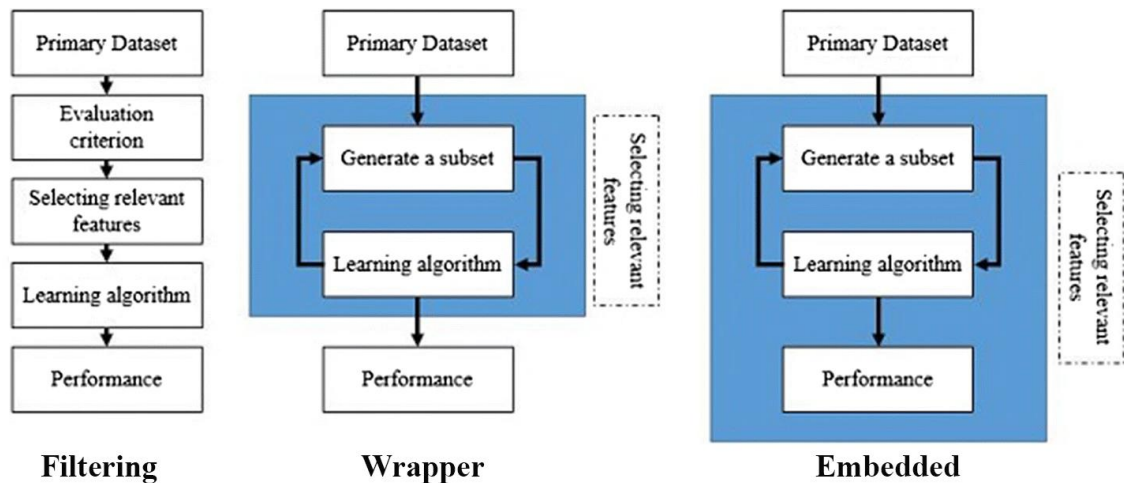 Primary Dataset
Evaluation
criterion
Selecting relevant
features
Learning algorithm
Performance
Filtering
Primary Dataset
Generate a subset
Learning algorithm
Selecting relevant
features
Performance
Wrapper
Primary Dataset
Generate a subset
Learning algorithm
Performance
Selecting relevant
features
Embedded